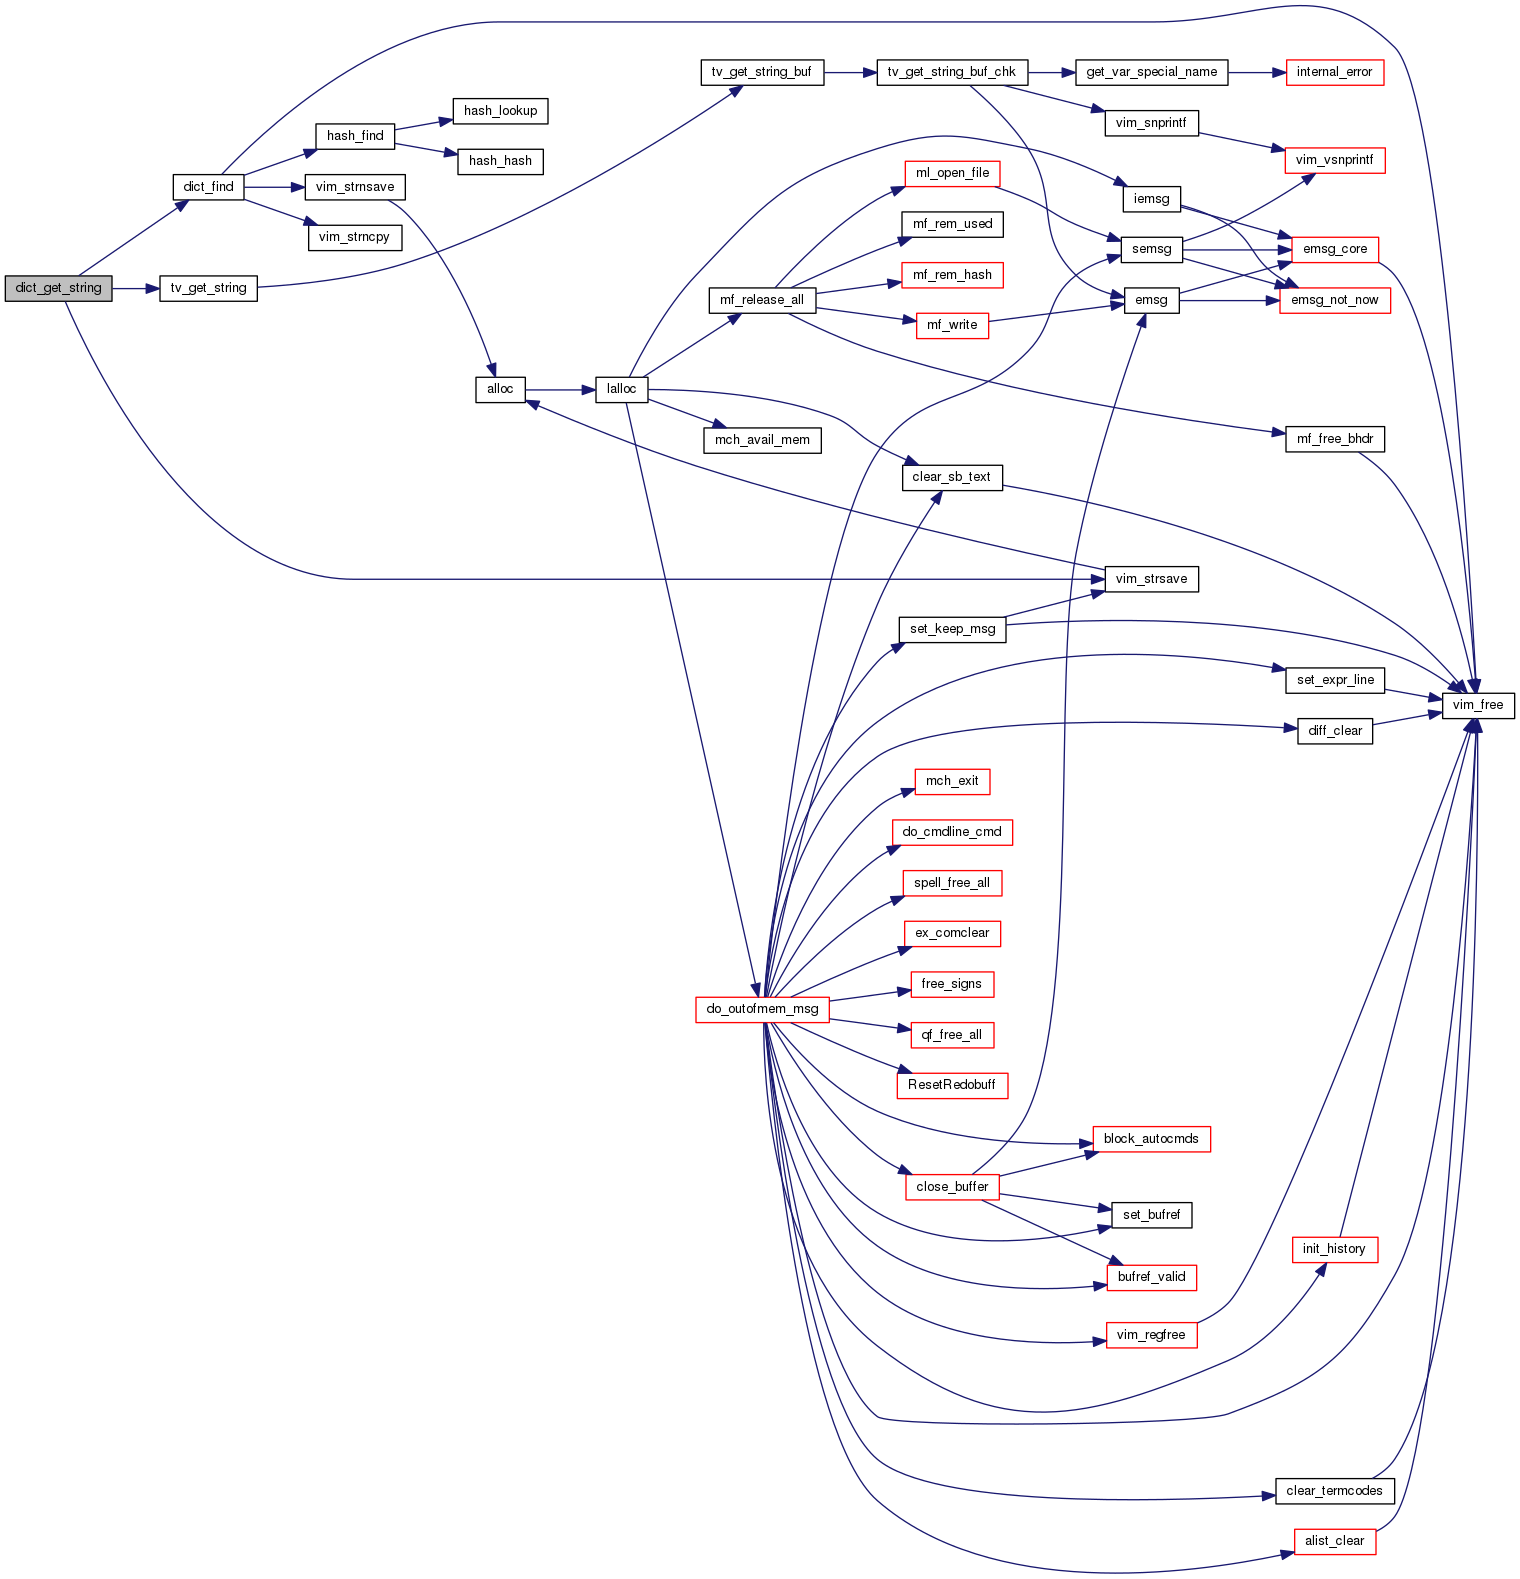 tv_get_string_buf
tv_get_string_buf_chk
get_var_special_name
internal_error
hash_lookup
vim_snprintf
hash_find
hash_hash
vim_vsnprintf
ml_open_file
dict_find
vim_strnsave
iemsg
mf_rem_used
vim_strncpy
semsg
emsg_core
mf_rem_hash
dict_get_string
tv_get_string
mf_release_all
emsg
emsg_not_now
mf_write
alloc
lalloc
mch_avail_mem
mf_free_bhdr
clear_sb_text
vim_strsave
set_keep_msg
set_expr_line
vim_free
diff_clear
mch_exit
do_cmdline_cmd
spell_free_all
ex_comclear
free_signs
do_outofmem_msg
qf_free_all
ResetRedobuff
block_autocmds
close_buffer
set_bufref
init_history
bufref_valid
vim_regfree
clear_termcodes
alist_clear